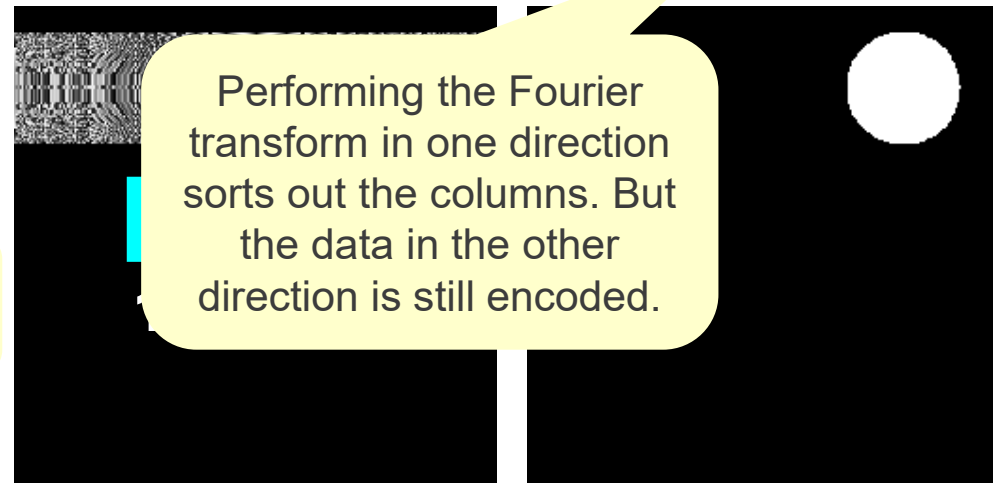 Performing the Fourier
transform in one direction
sorts out the columns. But
the data in the other
direction is still encoded.